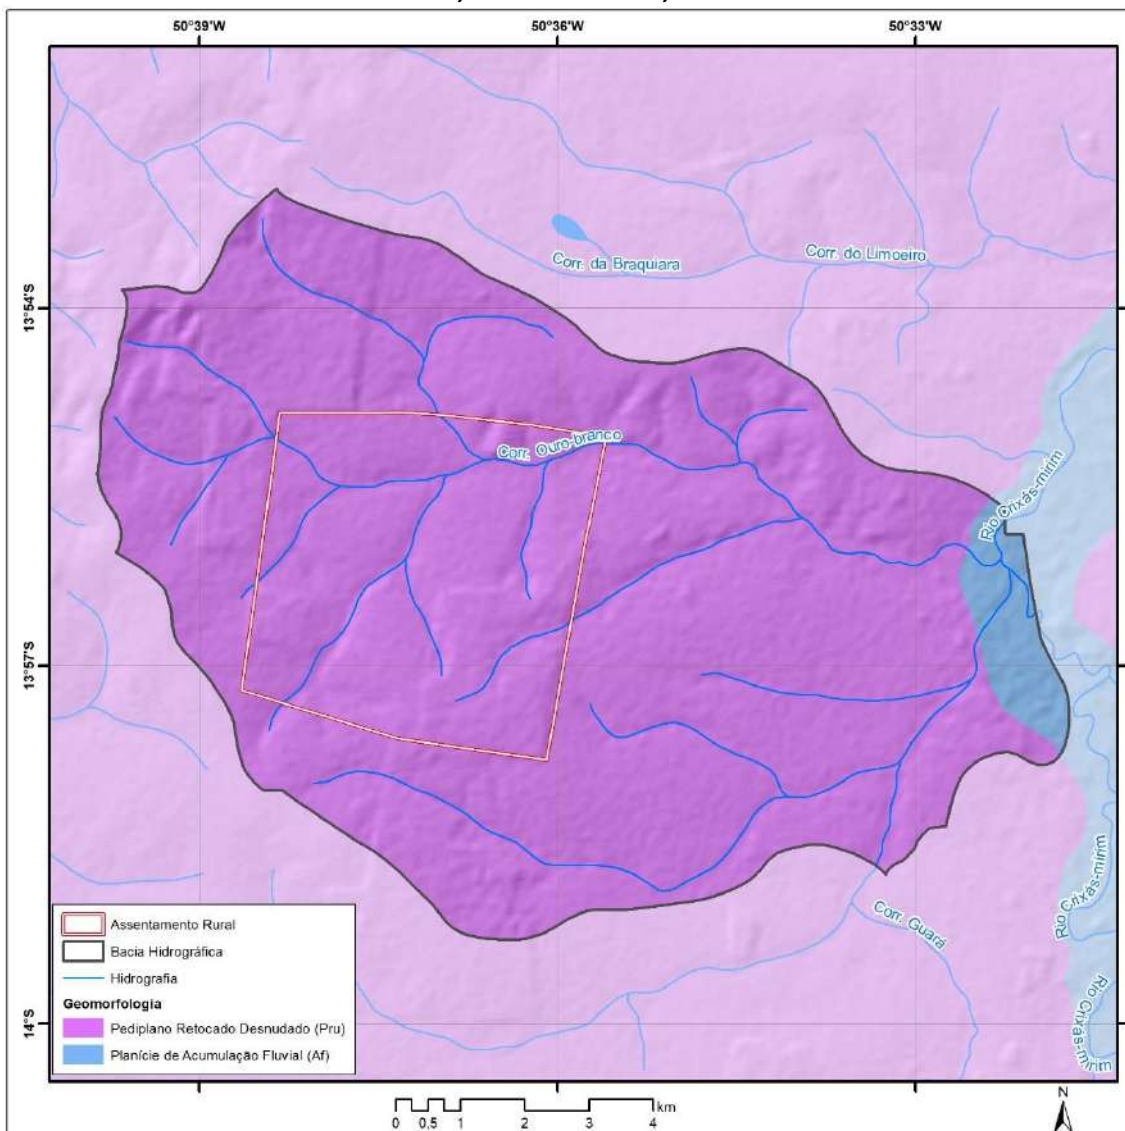 50°39'W
50°36'W
50°33'W
13°54'S
13°57'S
14°S
Corr. da Braquiara
Corr. do Limoeiro
Corr. Ouro-branco
Rio Crixás-mirim
Rio Crixás-mirim
Corr. Guará
Rio Crixás-mirim
Assentamento Rural
Bacia Hidrográfica
Hidrografia
Geomorfologia
Pediplano Retocado Desnudado (Pru)
Planície de Acumulação Fluvial (Af)
km
0 0,5 1 2 3 4
N